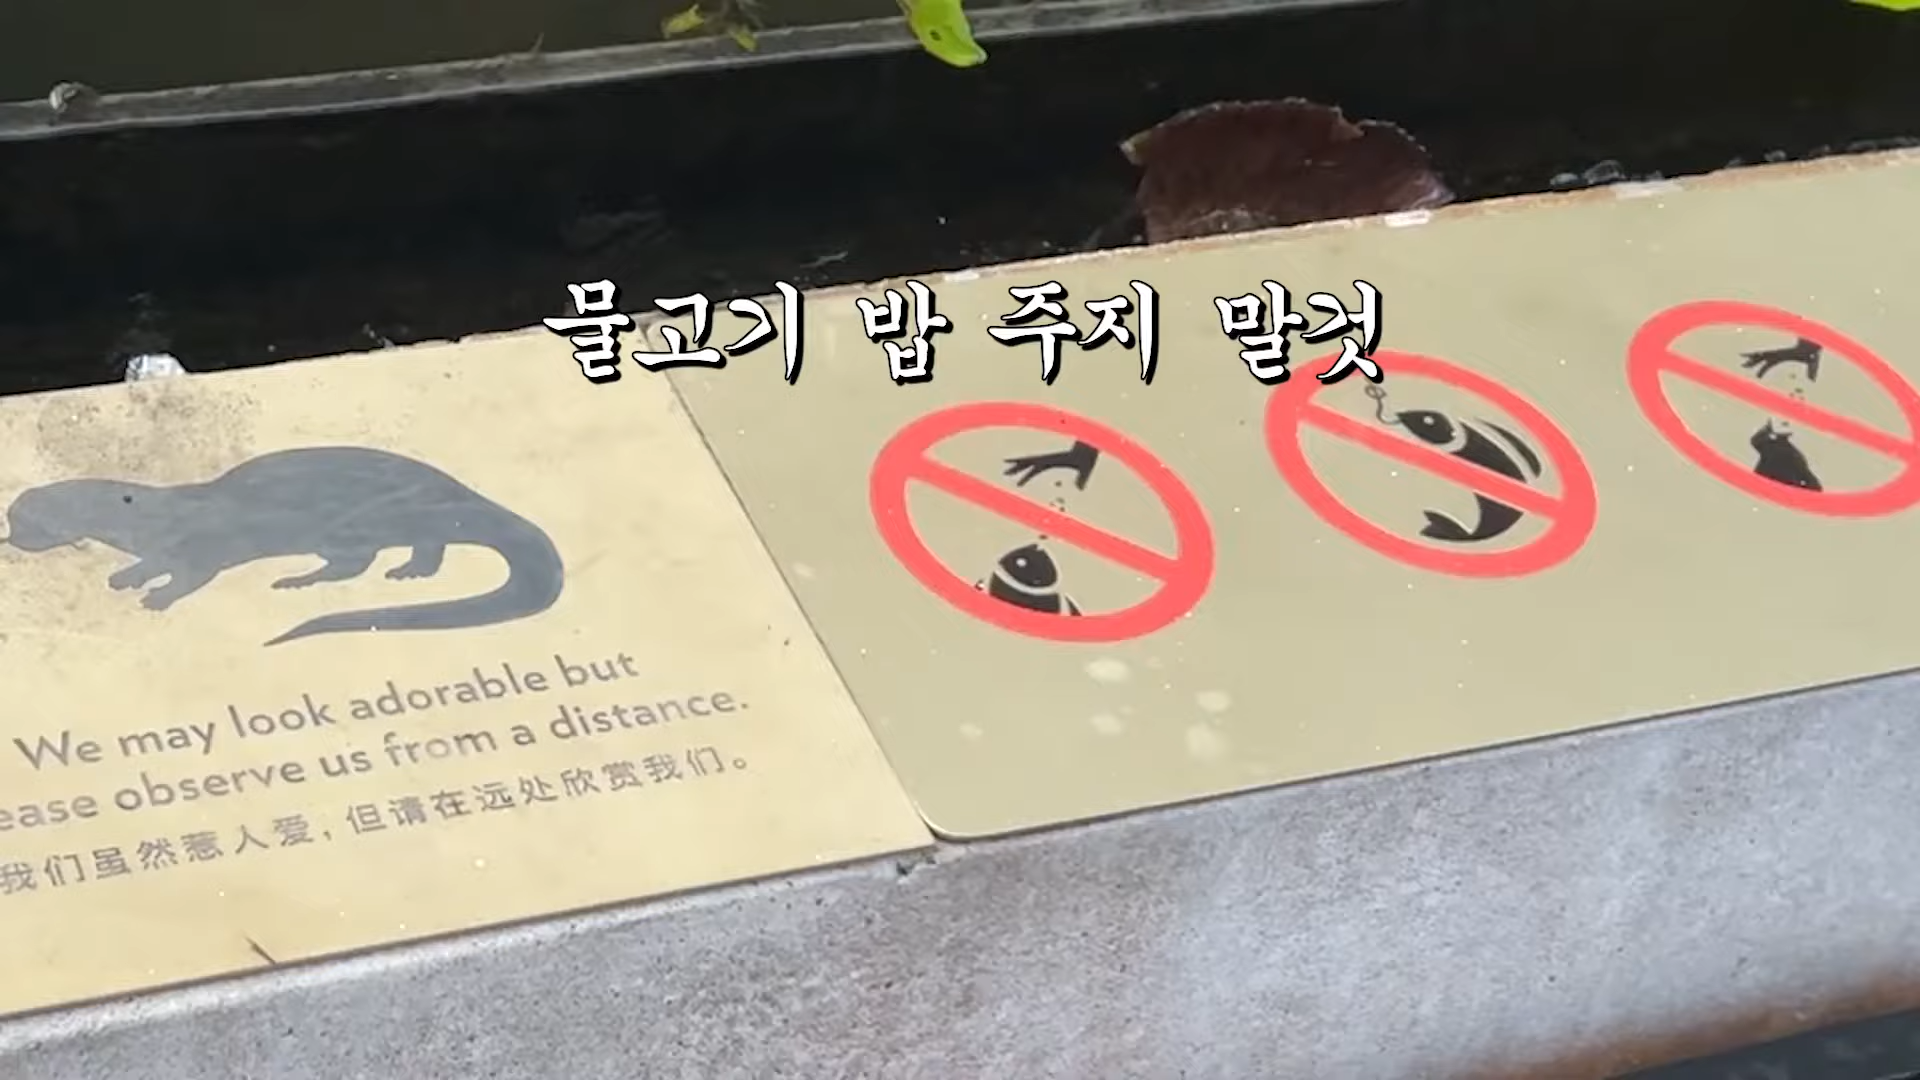 물고기 밥 주지 말것
We may look adorable but
ease observe us from a distance.
我们虽然惹人爱，但请在远处欣赏我们。